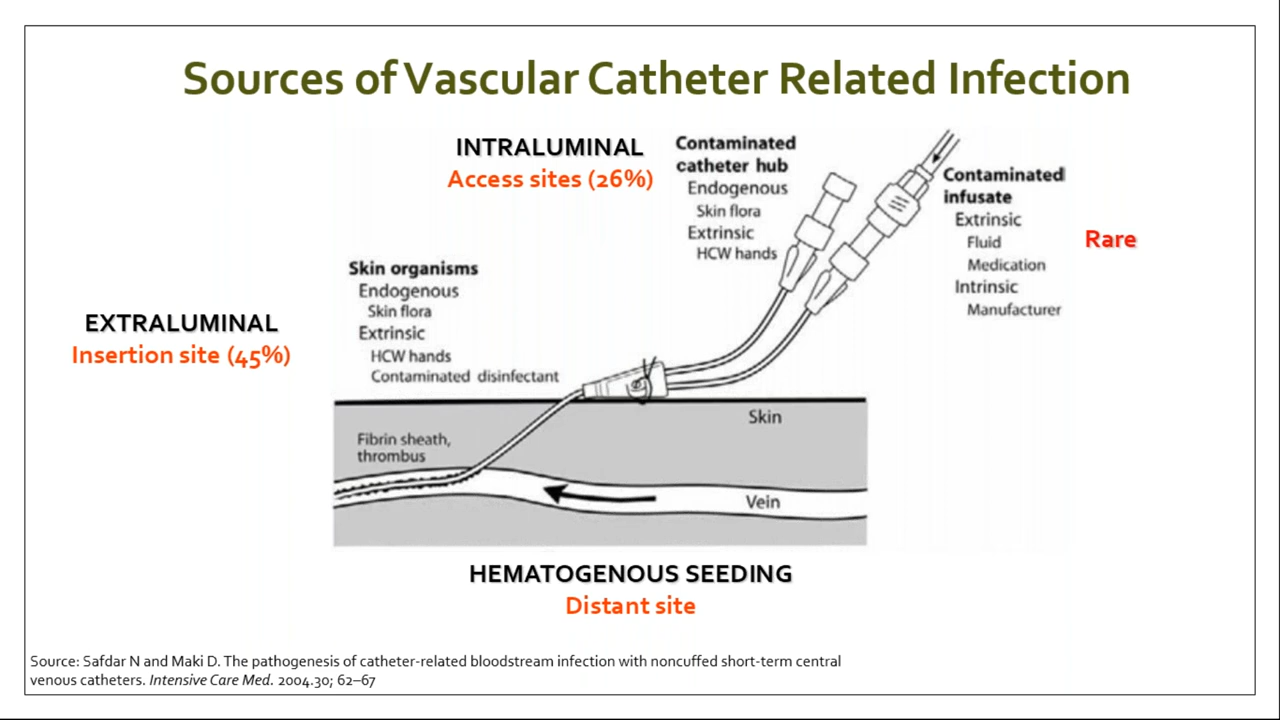 Sources of Vascular Catheter Related Infection
INTRALUMINAL
Access sites (26%)
Contaminated
catheter hub
Endogenous
Skin flora
Extrinsic
HCW hands
Contaminated
infusate
Extrinsic
Fluid
Medication
Intrinsic
Manufacturer
Rare
Skin organisms
Endogenous
Skin flora
Extrinsic
HCW hands
Contaminated disinfectant
EXTRALUMINAL
Insertion site (45%)
Skin
Fibrin sheath,
thrombus
Vein
HEMATOGENOUS SEEDING
Distant site
Source: Safdar N and Maki D. The pathogenesis of catheter-related bloodstream infection with noncuffed short-term central
venous catheters. Intensive Care Med. 2004.30; 62–67